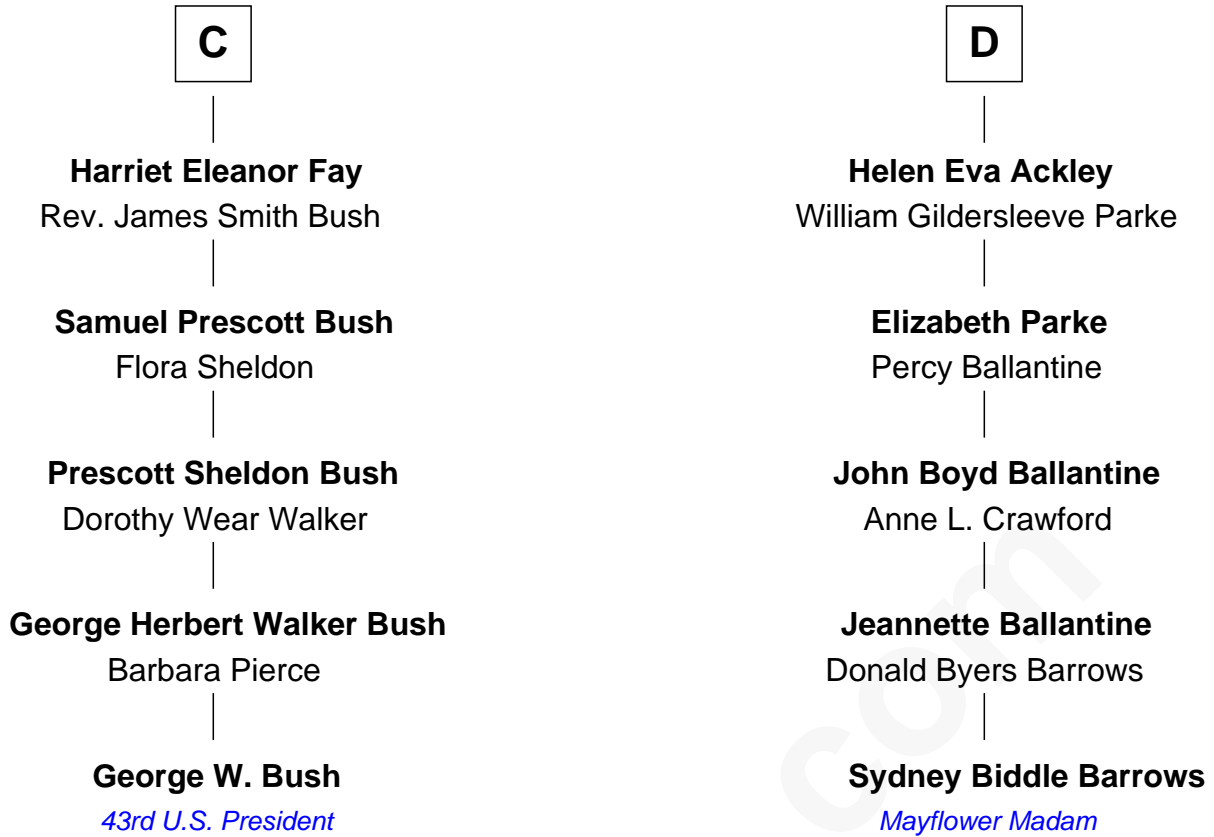 C
Harriet Eleanor Fay
Rev. James Smith Bush
Samuel Prescott Bush
Flora Sheldon
Prescott Sheldon Bush
Dorothy Wear Walker
George Herbert Walker Bush
Barbara Pierce
George W. Bush
43rd U.S. President
D
Helen Eva Ackley
William Gildersleeve Parke
Elizabeth Parke
Percy Ballantine
John Boyd Ballantine
Anne L. Crawford
Jeannette Ballantine
Donald Byers Barrows
Sydney Biddle Barrows
Mayflower Madam
com